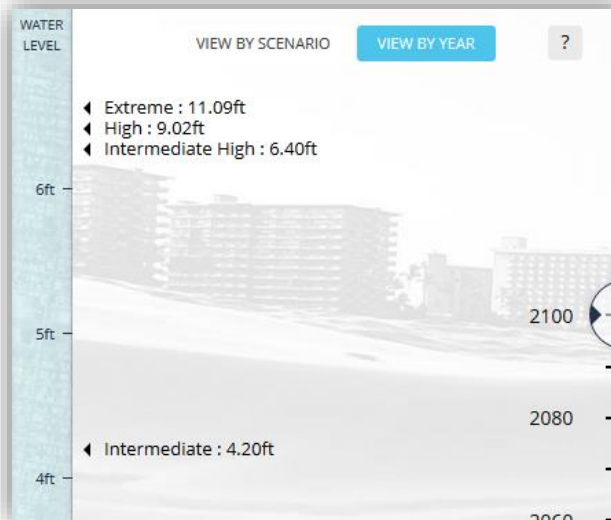 WATER
LEVEL
VIEW BY SCENARIO
VIEW BY YEAR
?
Extreme : 11.09ft
High : 9.02ft
Intermediate High : 6.40ft
6ft
2100
5ft
2080
Intermediate : 4.20ft
4ft
2060